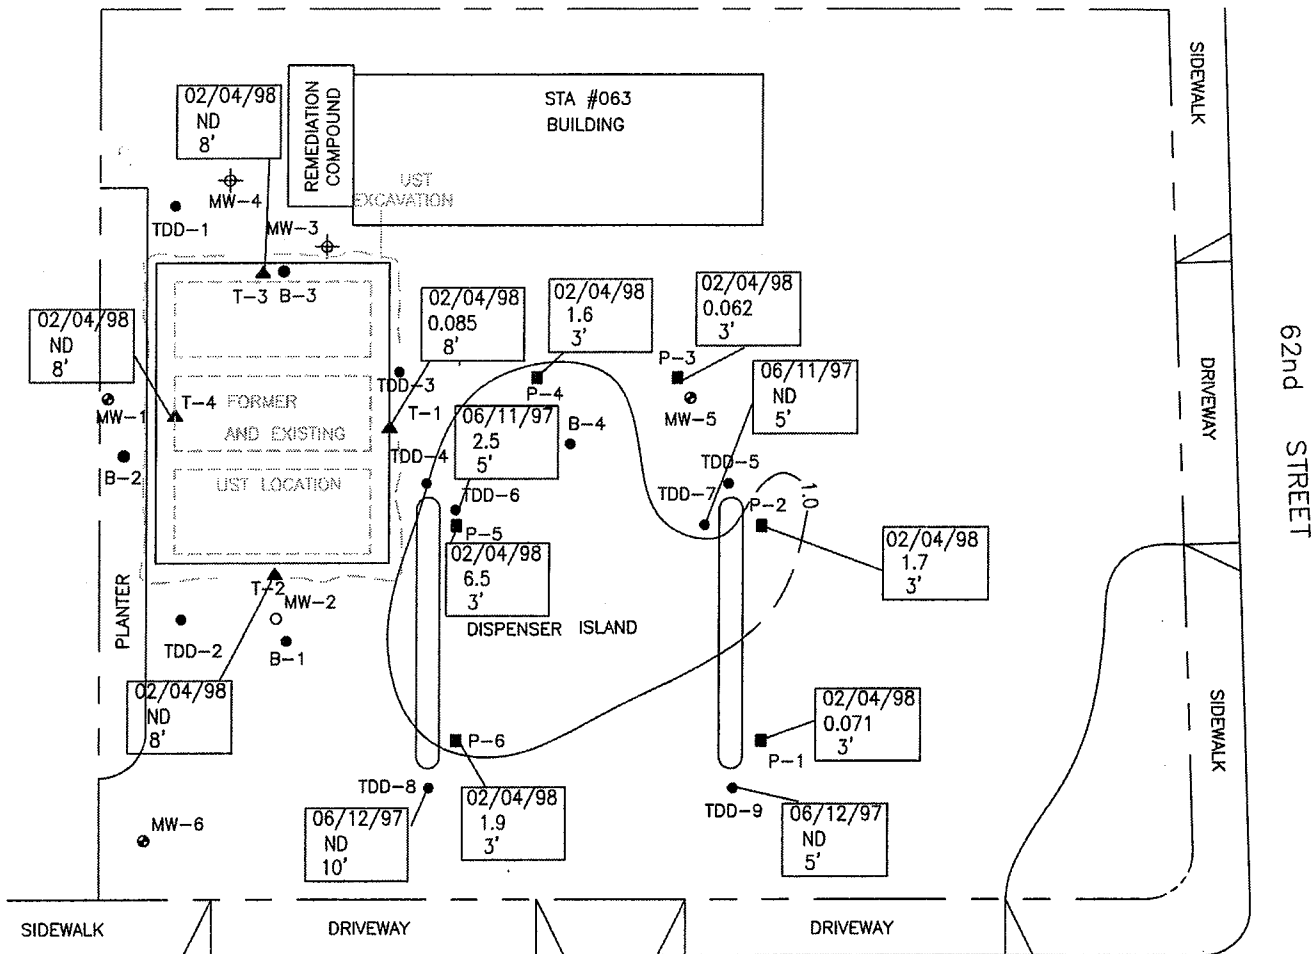 SIDEWALK
STA #063
BUILDING
REMEDIATION
COMPOUND
02/04/98
ND
8'
UST
EXCAVATION
MW-4
TDD-1
MW-3
T-3 B-3
02/04/98
ND
8'
02/04/98
0.085
8'
02/04/98
1.6
3'
02/04/98
0.062
3'
P-3
P-4
TDD-3
MW-1
T-4
FORMER
AND EXISTING
UST LOCATION
T-1
06/11/97
2.5
5'
B-4
MW-5
06/11/97
ND
5'
62nd STREET
DRIVEWAY
B-2
TDD-4
TDD-6
TDD-5
TDD-7
P-2
1.0
P-5
02/04/98
6.5
3'
02/04/98
1.7
3'
PLANTER
T-2
MW-2
TDD-2
B-1
DISPENSER ISLAND
02/04/98
ND
8'
02/04/98
0.071
3'
P-6
P-1
SIDEWALK
TDD-8
02/04/98
1.9
3'
TDD-9
06/12/97
ND
10'
06/12/97
ND
5'
MW-6
SIDEWALK
DRIVEWAY
DRIVEWAY